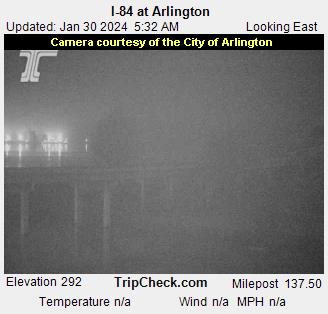 I-84 at Arlington
Updated: Jan 30 2024 5:32 AM Looking East
Camera courtesy of the City of Arlington
Elevation 292 TripCheck.com Milepost 137.50
Temperature n/a Wind n/a MPH n/a